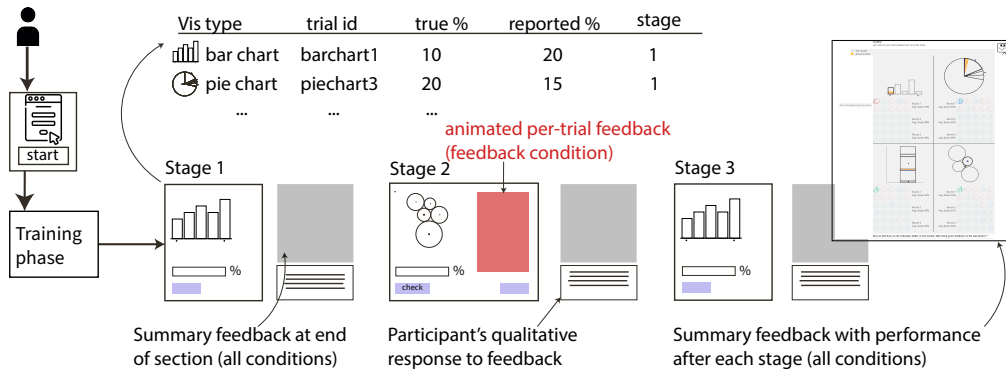 Vis type trial id true % reported % stage
bar chart barchart1 10 20 1
pie chart piechart3 20 15 1
... ... ...
start
animated per-trial feedback
(feedback condition)
Stage 1
Stage 2
Stage 3
Training
phase
%
%
check
%
Summary feedback at end
of section (all conditions)
Participant's qualitative
response to feedback
Summary feedback with performance
after each stage (all conditions)